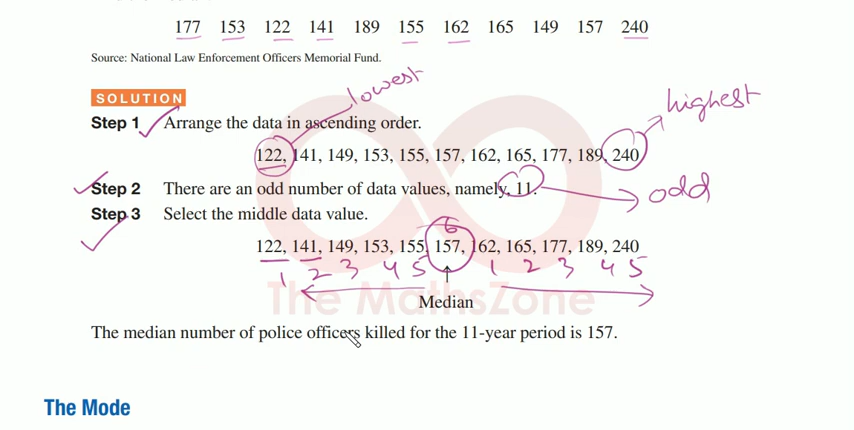 177 153 122 141 189 155 162 165 149 157 240
Source: National Law Enforcement Officers Memorial Fund.
lowest
highest
SOLUTION
Step 1 Arrange the data in ascending order.
122, 141, 149, 153, 155, 157, 162, 165, 177, 189, 240
Step 2 There are an odd number of data values, namely, 11.
odd
Step 3 Select the middle data value.
6
122, 141, 149, 153, 155, 157, 162, 165, 177, 189, 240
1 2 3 4 5 1 2 3 4 5
The MathsZone
Median
The median number of police officers killed for the 11-year period is 157.
The Mode